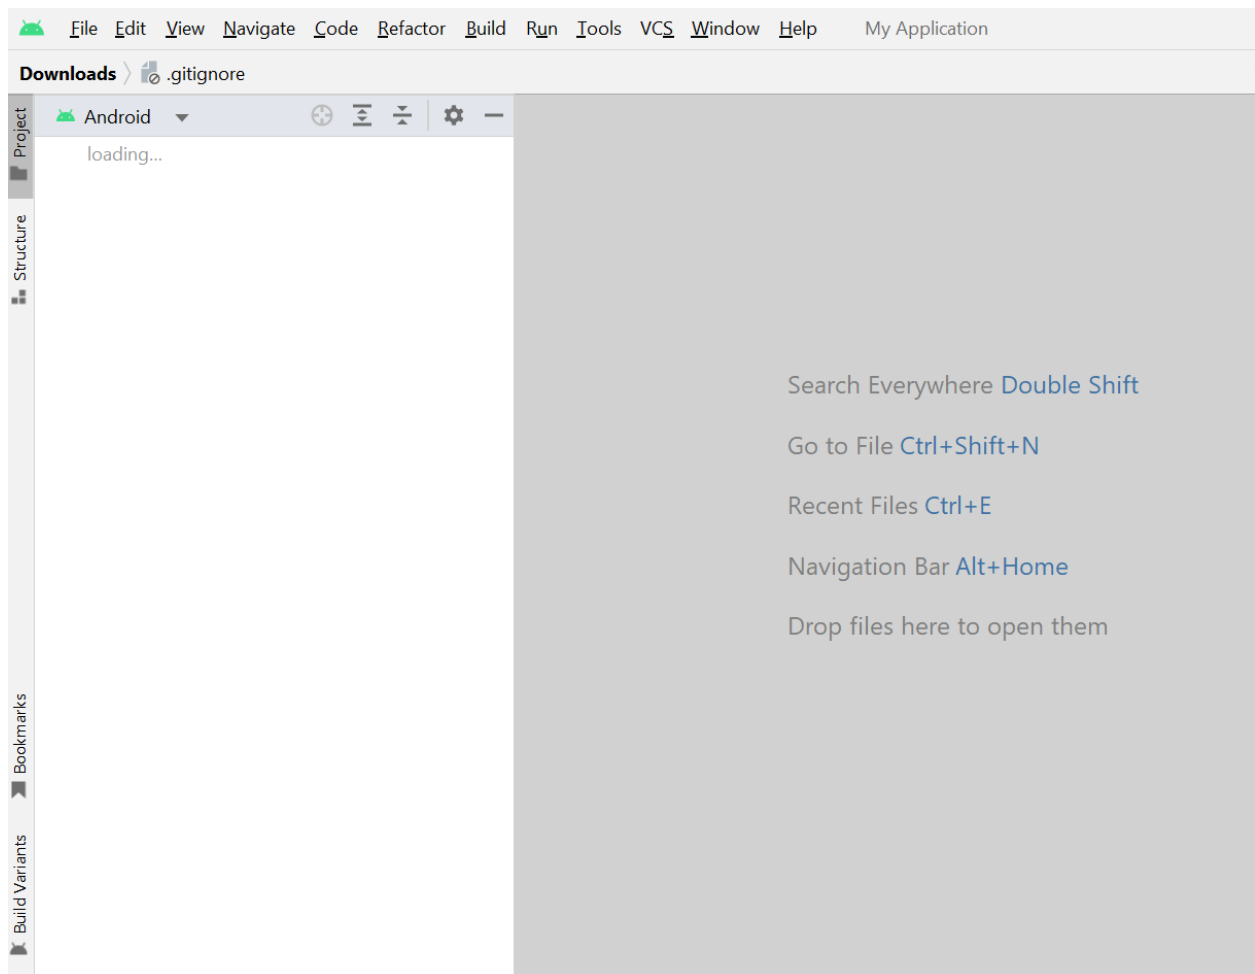 File Edit View Navigate Code Refactor Build Run Tools VCS Window Help My Application
Downloads .gitignore
Project
Android
loading...
Structure
Search Everywhere Double Shift
Go to File Ctrl+Shift+N
Recent Files Ctrl+E
Navigation Bar Alt+Home
Drop files here to open them
Bookmarks
Build Variants